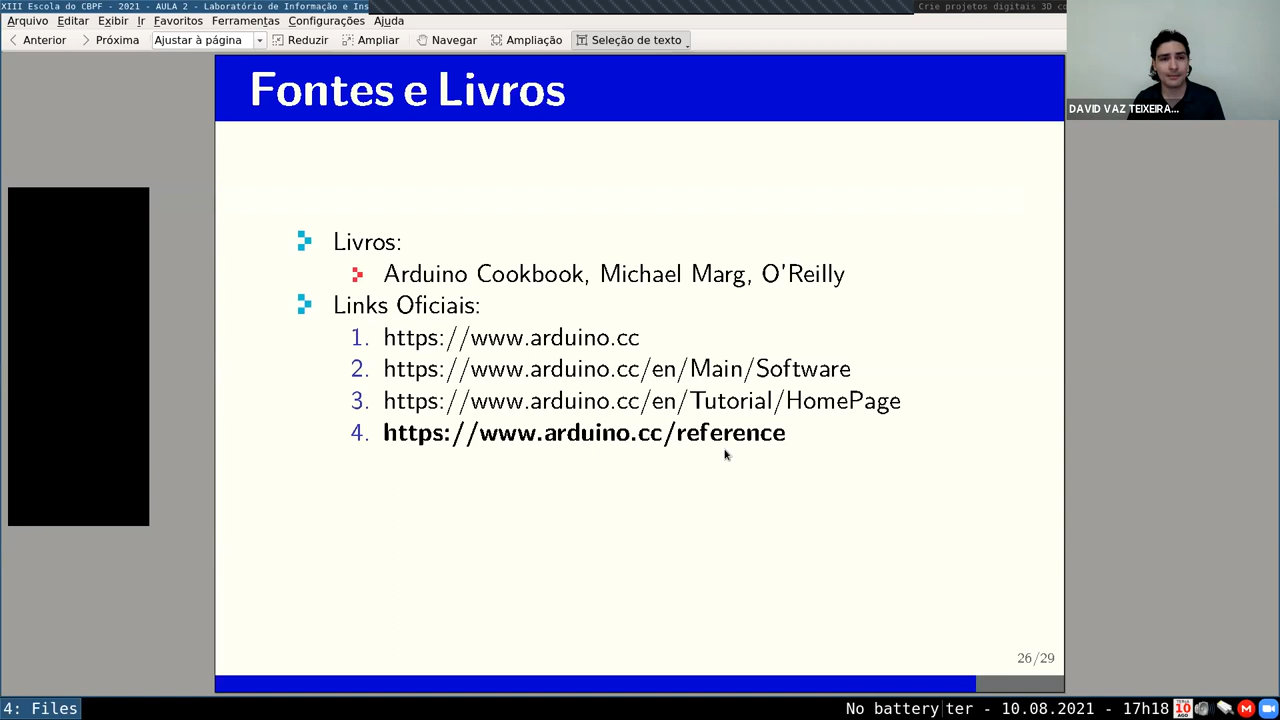 XIII Escola do CBPF - 2021 - AULA 2 - Laboratório de Informação e Ins
Crie projetos digitais 3D co
Arquivo Editar Exibir Ir Favoritos Ferramentas Configurações Ajuda
Anterior Próxima Ajustar à página Reduzir Ampliar Navegar Ampliação Seleção de texto
DAVID VAZ TEIXEIRA...
Fontes e Livros
Livros:
Arduino Cookbook, Michael Marg, O'Reilly
Links Oficiais:
1. https://www.arduino.cc
2. https://www.arduino.cc/en/Main/Software
3. https://www.arduino.cc/en/Tutorial/HomePage
4. https://www.arduino.cc/reference
26/29
4: Files
No battery ter - 10.08.2021 - 17h18
TERÇA
10
AGO
M